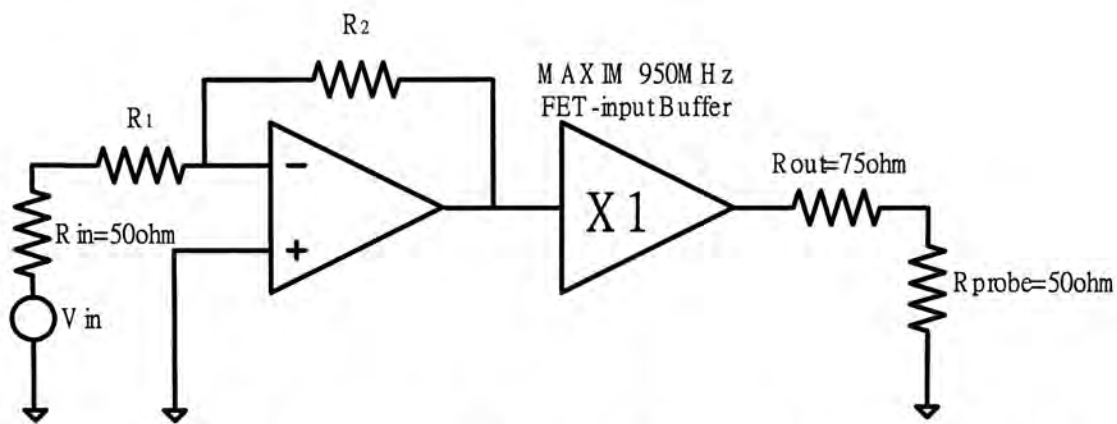 R2
MAXIM 950MHz
FET-input Buffer
R1
Rout=75ohm
−
X1
Rin=50ohm
+
Rprobe=50ohm
Vin